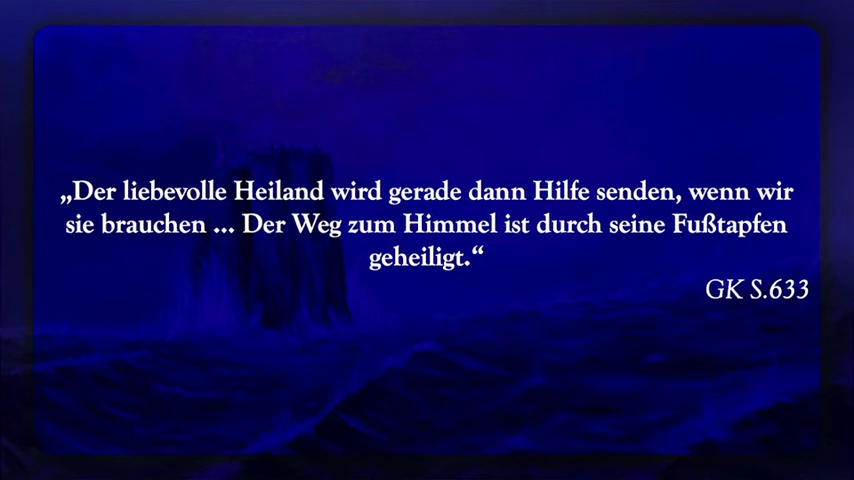 „Der liebevolle Heiland wird gerade dann Hilfe senden, wenn wir
sie brauchen ... Der Weg zum Himmel ist durch seine Fußtapfen
geheiligt.“
GK S.633